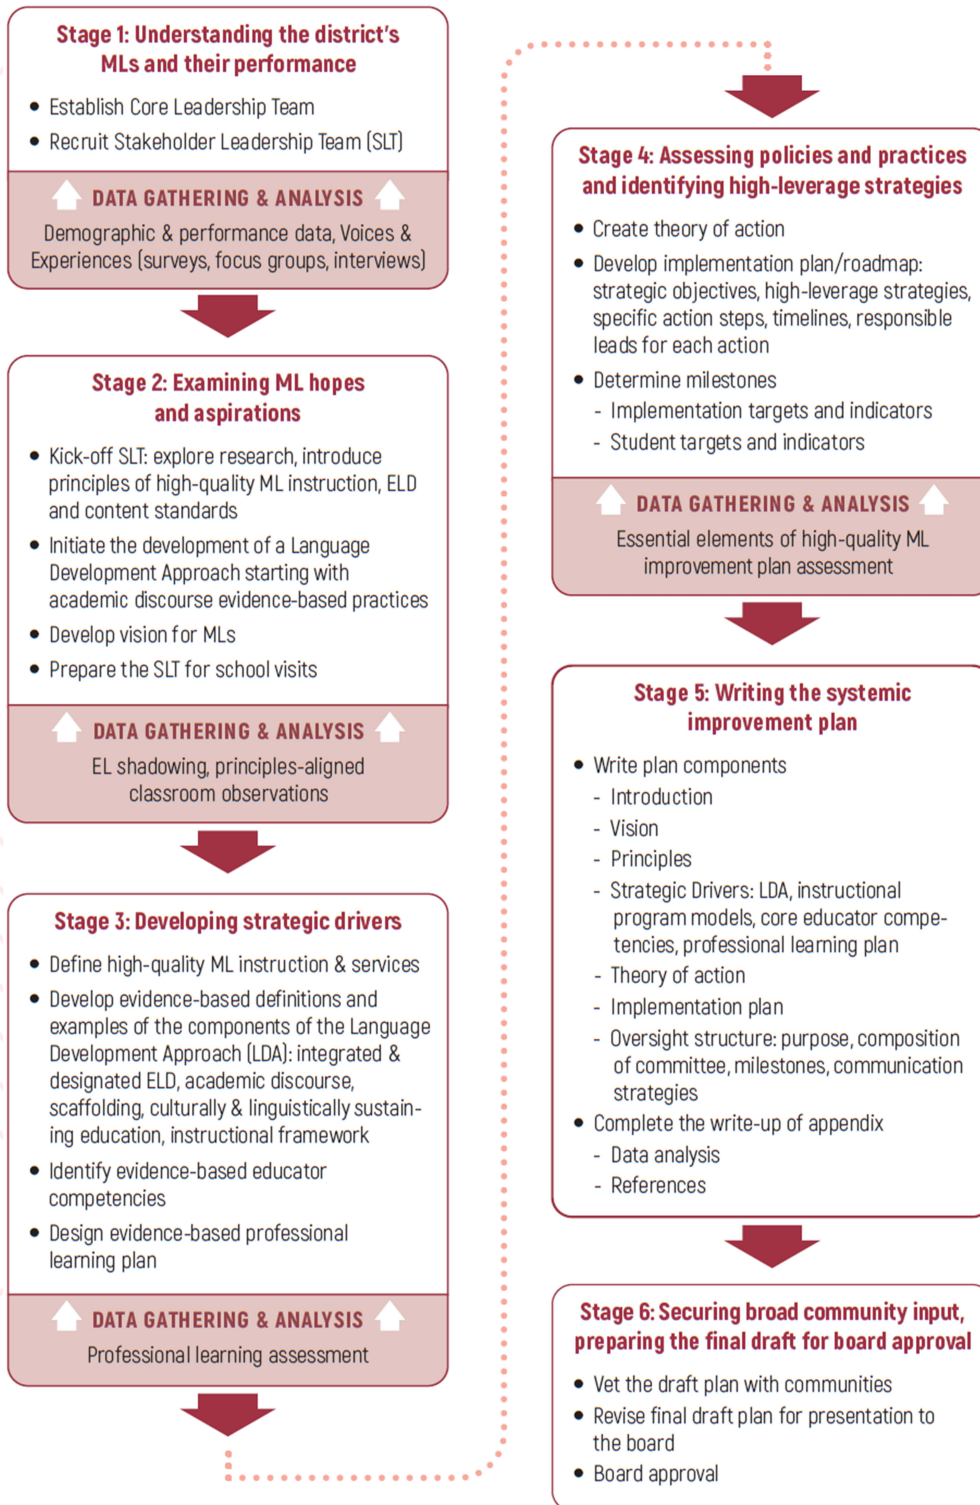 Stage 1: Understanding the district's
MLs and their performance
• Establish Core Leadership Team
• Recruit Stakeholder Leadership Team (SLT)
DATA GATHERING & ANALYSIS
Demographic & performance data, Voices &
Experiences (surveys, focus groups, interviews)
Stage 2: Examining ML hopes
and aspirations
• Kick-off SLT: explore research, introduce
principles of high-quality ML instruction, ELD
and content standards
• Initiate the development of a Language
Development Approach starting with
academic discourse evidence-based practices
• Develop vision for MLs
• Prepare the SLT for school visits
DATA GATHERING & ANALYSIS
EL shadowing, principles-aligned
classroom observations
Stage 3: Developing strategic drivers
• Define high-quality ML instruction & services
• Develop evidence-based definitions and
examples of the components of the Language
Development Approach (LDA): integrated &
designated ELD, academic discourse,
scaffolding, culturally & linguistically sustain-
ing education, instructional framework
• Identify evidence-based educator
competencies
• Design evidence-based professional
learning plan
DATA GATHERING & ANALYSIS
Professional learning assessment
Stage 4: Assessing policies and practices
and identifying high-leverage strategies
• Create theory of action
• Develop implementation plan/roadmap:
strategic objectives, high-leverage strategies,
specific action steps, timelines, responsible
leads for each action
• Determine milestones
- Implementation targets and indicators
- Student targets and indicators
DATA GATHERING & ANALYSIS
Essential elements of high-quality ML
improvement plan assessment
Stage 5: Writing the systemic
improvement plan
• Write plan components
- Introduction
- Vision
- Principles
- Strategic Drivers: LDA, instructional
program models, core educator compe-
tencies, professional learning plan
- Theory of action
- Implementation plan
- Oversight structure: purpose, composition
of committee, milestones, communication
strategies
• Complete the write-up of appendix
- Data analysis
- References
Stage 6: Securing broad community input,
preparing the final draft for board approval
• Vet the draft plan with communities
• Revise final draft plan for presentation to
the board
• Board approval